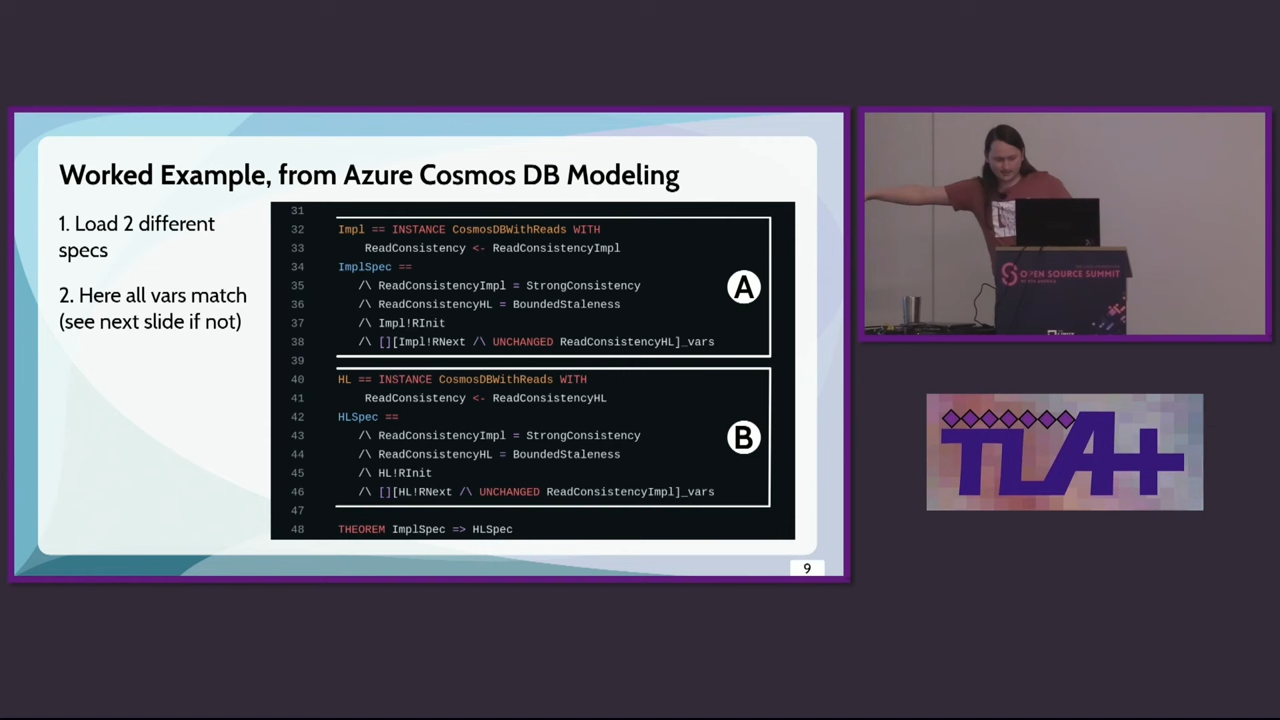 Worked Example, from Azure Cosmos DB Modeling
1. Load 2 different
specs
2. Here all vars match
(see next slide if not)
31
32 Impl == INSTANCE CosmosDBWithReads WITH
33 ReadConsistency <- ReadConsistencyImpl
34 ImplSpec ==
35 /\ ReadConsistencyImpl = StrongConsistency
36 /\ ReadConsistencyHL = BoundedStaleness
37 /\ Impl!RInit
38 /\ [][Impl!RNext /\ UNCHANGED ReadConsistencyHL]_vars
A
39
40 HL == INSTANCE CosmosDBWithReads WITH
41 ReadConsistency <- ReadConsistencyHL
42 HLSpec ==
43 /\ ReadConsistencyImpl = StrongConsistency
44 /\ ReadConsistencyHL = BoundedStaleness
45 /\ HL!RInit
46 /\ [][HL!RNext /\ UNCHANGED ReadConsistencyImpl]_vars
B
47
48 THEOREM ImplSpec => HLSpec
9
OPEN SOURCE SUMMIT
TLA+